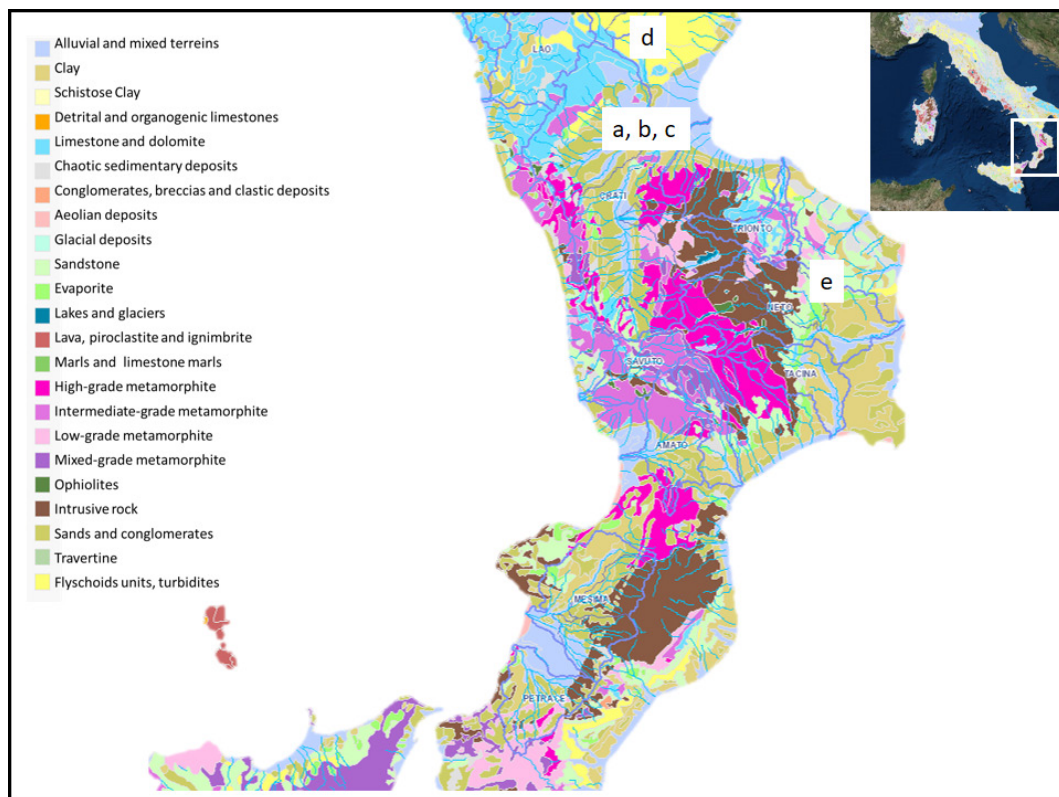 Alluvial and mixed terreins
Clay
Schistose Clay
Detrital and organogenic limestones
Limestone and dolomite
Chaotic sedimentary deposits
Conglomerates, breccias and clastic deposits
Aeolian deposits
Glacial deposits
Sandstone
Evaporite
Lakes and glaciers
Lava, piroclastite and ignimbrite
Marls and limestone marls
High-grade metamorphite
Intermediate-grade metamorphite
Low-grade metamorphite
Mixed-grade metamorphite
Ophiolites
Intrusive rock
Sands and conglomerates
Travertine
Flyschoids units, turbidites
LAO
d
a, b, c
CRATI
TRIONTO
e
NETO
SAVUTO
TACINA
AMATO
MESIMA
PETRACE